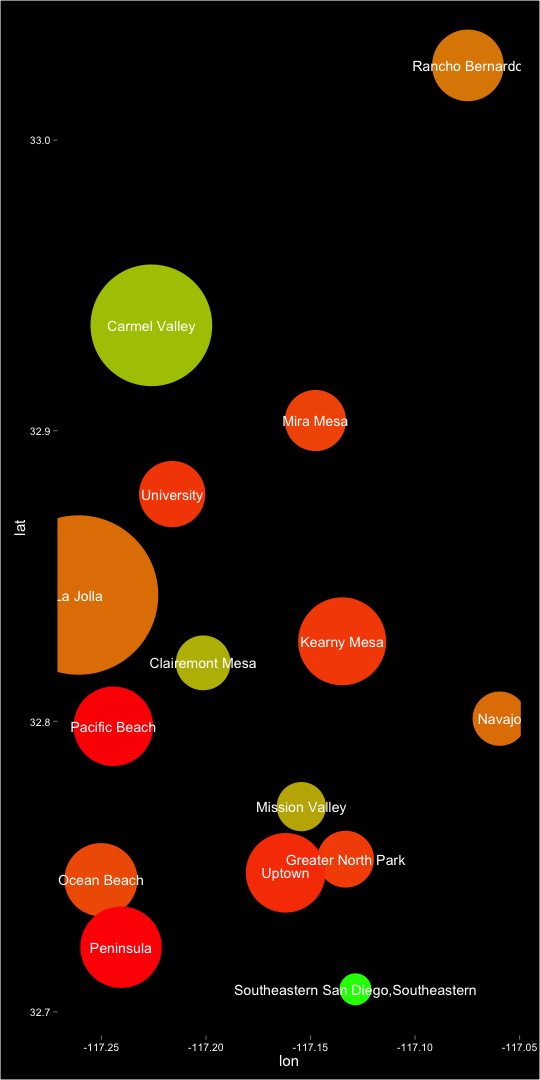 Rancho Bernardo
33.0
Carmel Valley
Mira Mesa
32.9
University
lat
La Jolla
Kearny Mesa
Clairemont Mesa
32.8
Navajo
Pacific Beach
Mission Valley
Greater North Park
Uptown
Ocean Beach
Peninsula
Southeastern San Diego,Southeastern
32.7
-117.25 -117.20 -117.15 -117.10 -117.05
lon